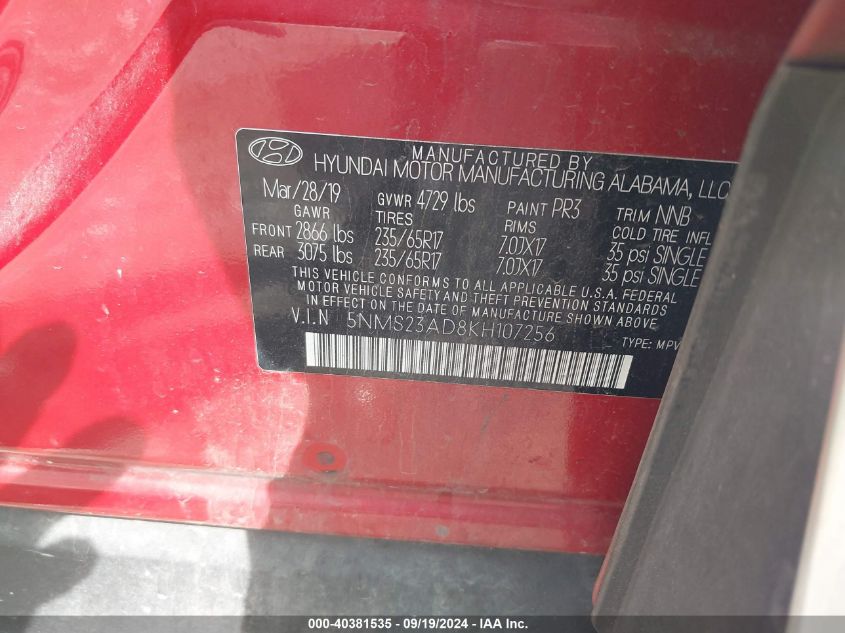 MANUFACTURED BY
HYUNDAI MOTOR MANUFACTURING ALABAMA, LLC
Mar/28/19 GVWR 4729 lbs PAINT PR3 TRIM NNB
GAWR TIRES RIMS COLD TIRE INFL
FRONT 2866 lbs 235/65R17 7.0JX17 35 psi SINGLE
REAR 3075 lbs 235/65R17 7.0JX17 35 psi SINGLE
THIS VEHICLE CONFORMS TO ALL APPLICABLE U.S.A. FEDERAL
MOTOR VEHICLE SAFETY AND THEFT PREVENTION STANDARDS
IN EFFECT ON THE DATE OF MANUFACTURE SHOWN ABOVE
V.I.N 5NMS23AD8KH107256
TYPE: MPV
000-40381535 - 09/19/2024 - IAAI.com